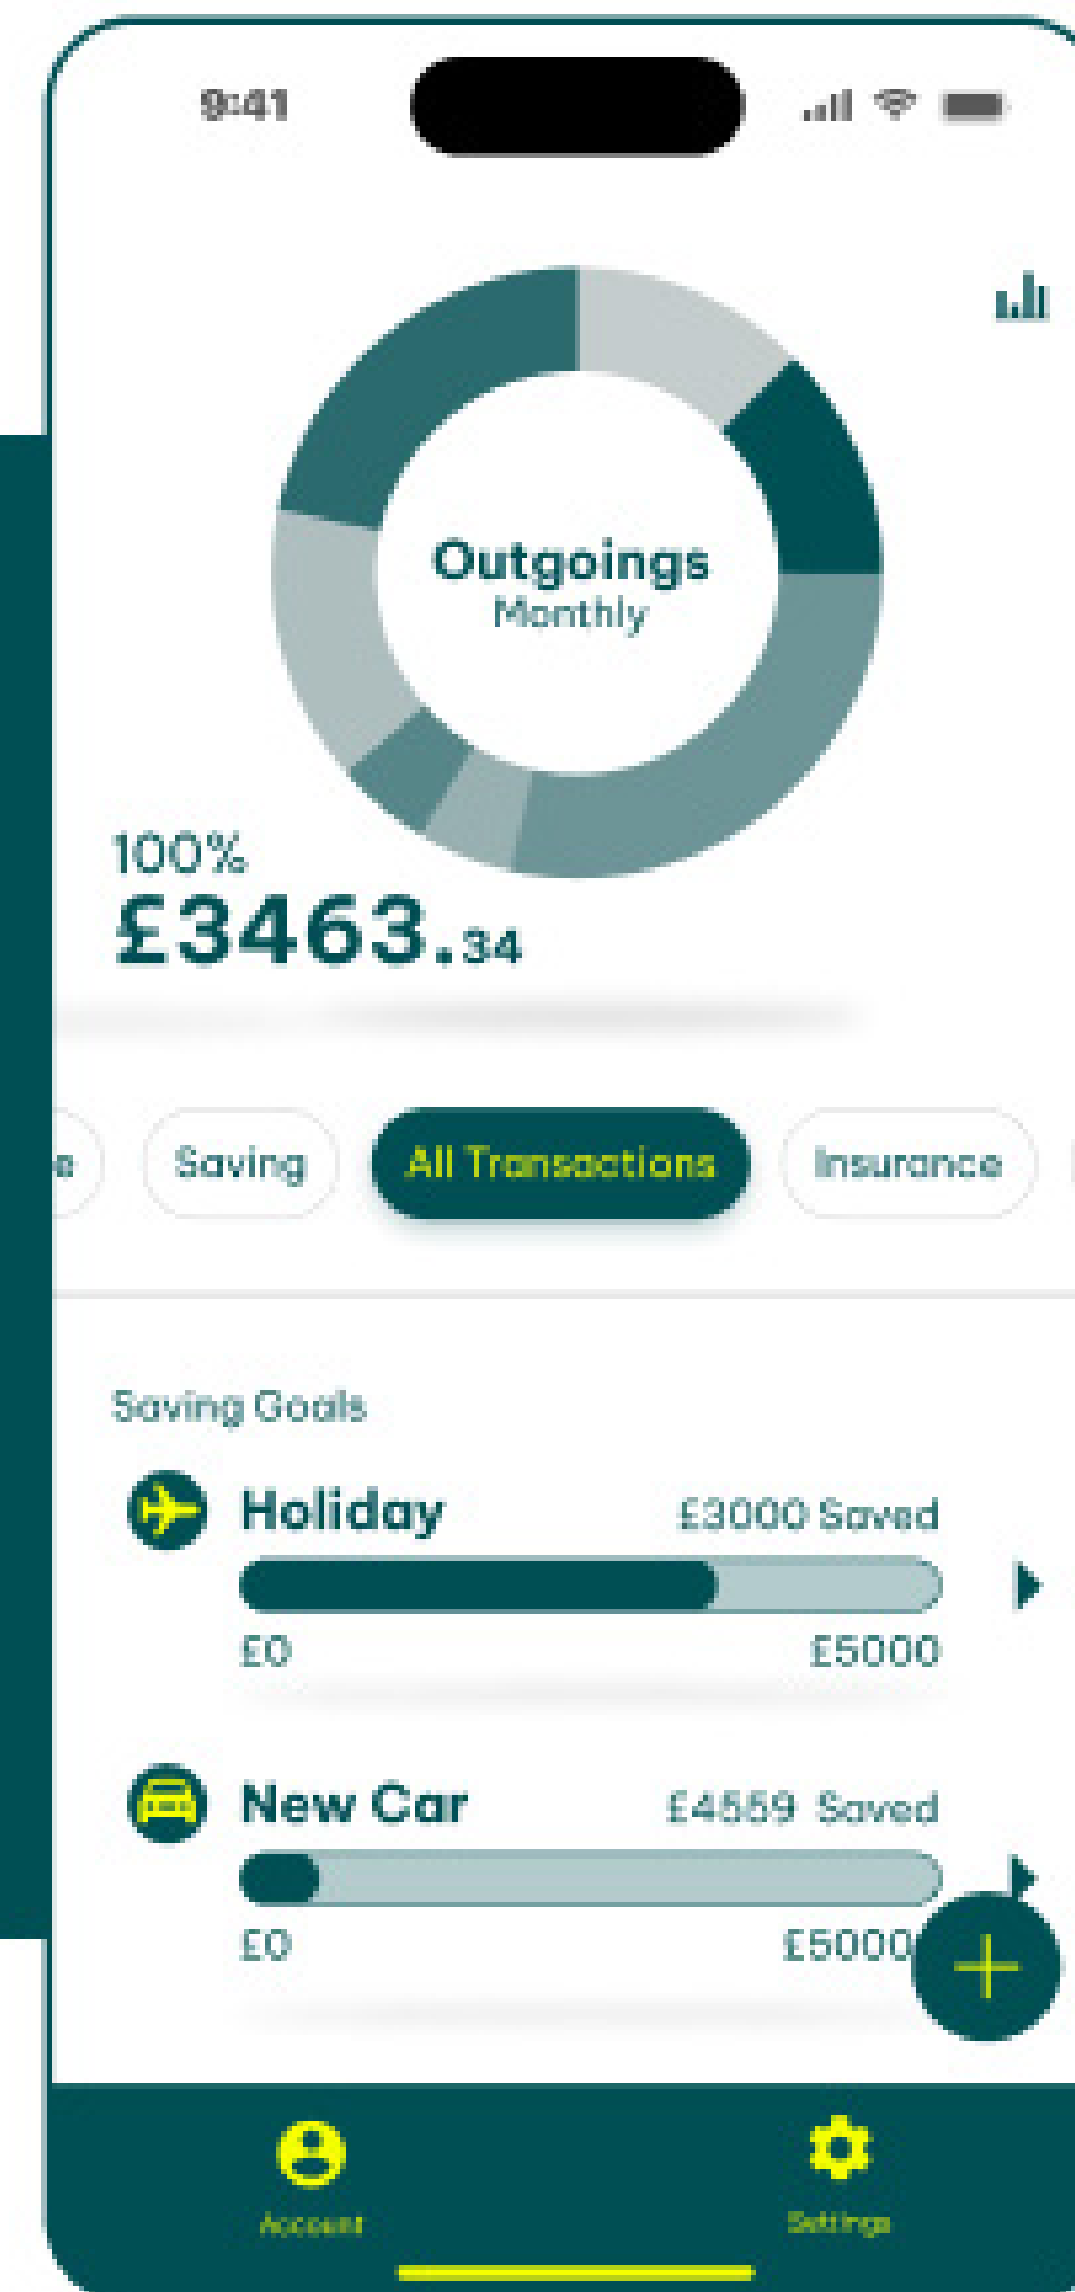 9:41
Outgoings
Monthly
100%
£3463.34
e Saving All Transactions Insurance
Saving Goals
Holiday £3000 Saved
£0 £5000
New Car £4559 Saved
£0 £5000
Account Settings